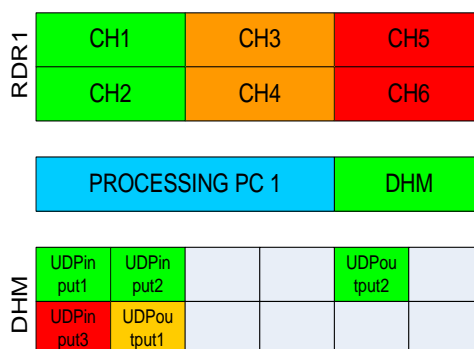 RDR1
CH1 CH3 CH5
CH2 CH4 CH6
PROCESSING PC 1 DHM
DHM
UDPin UDPin UDPou
put1 put2 tput2
UDPin UDPou
put3 tput1